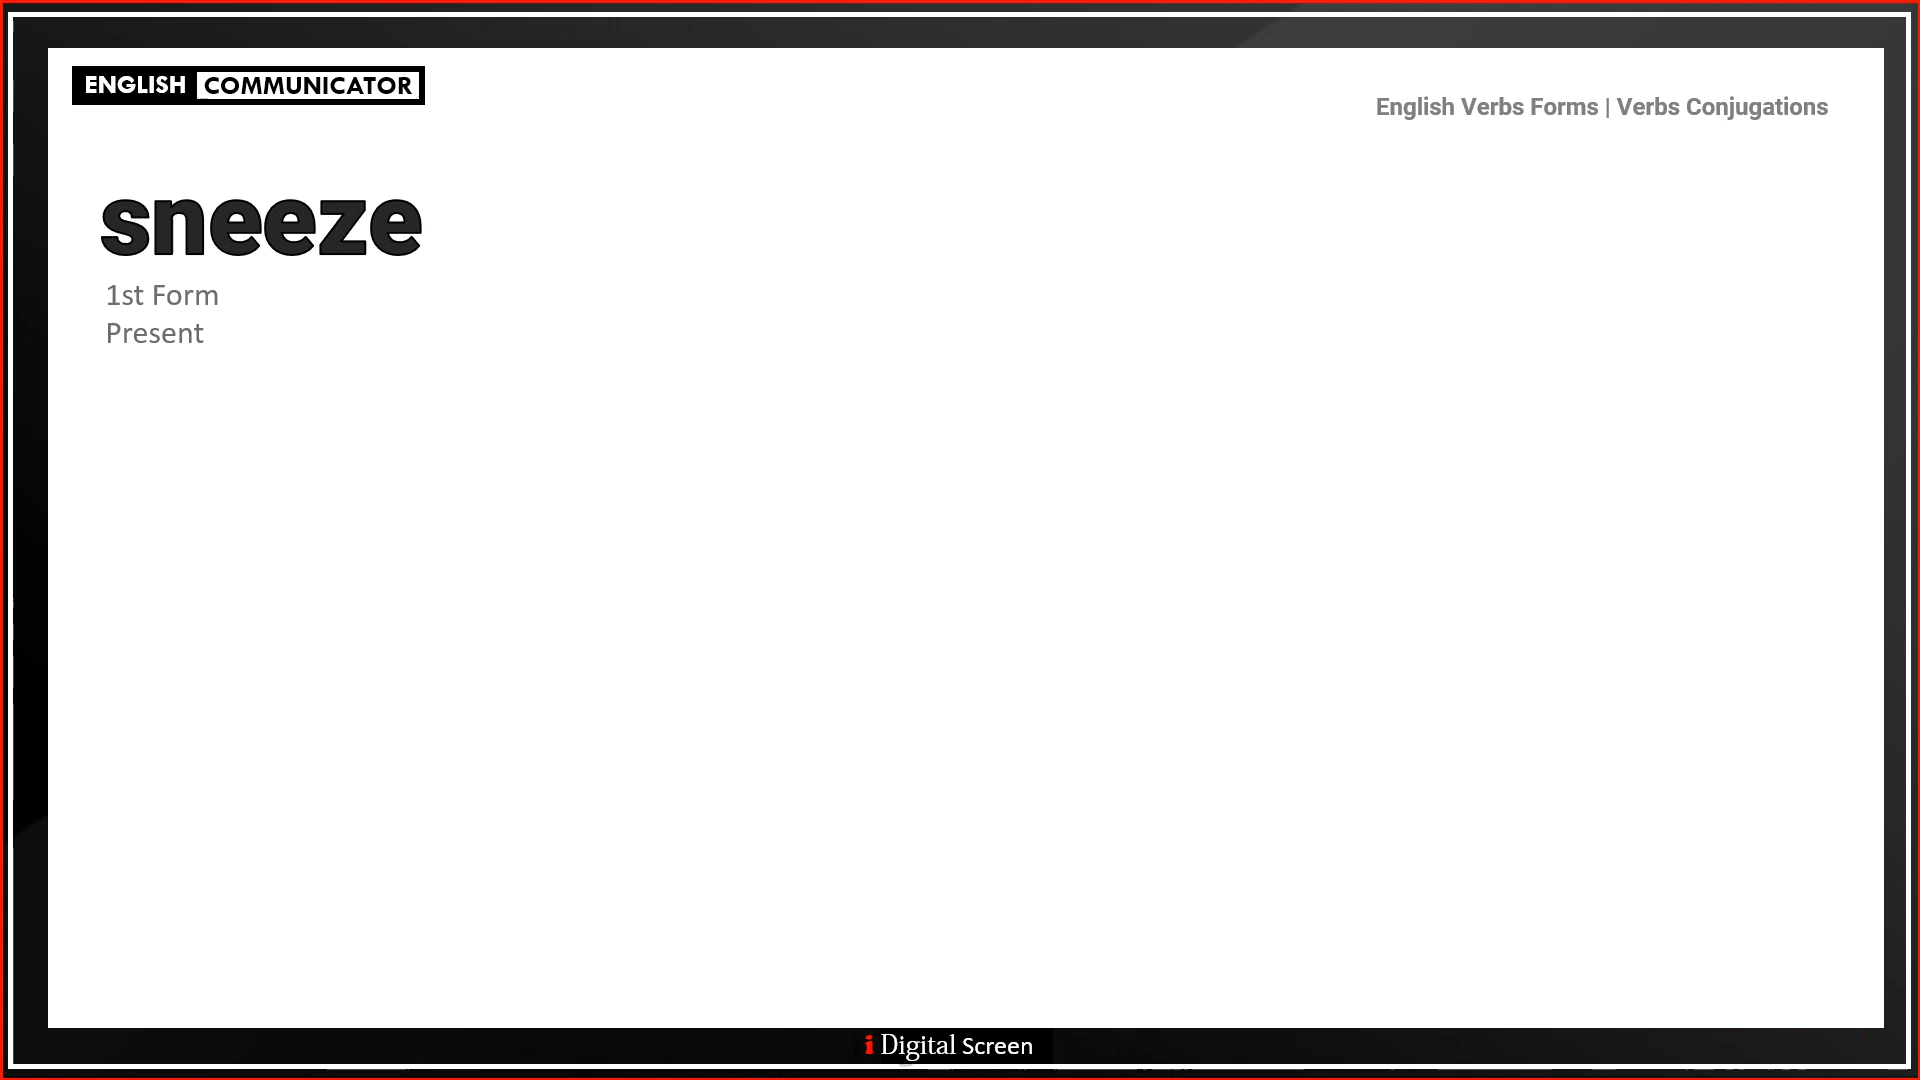 ENGLISH COMMUNICATOR
English Verbs Forms | Verbs Conjugations
sneeze
1st Form
Present
i Digital Screen